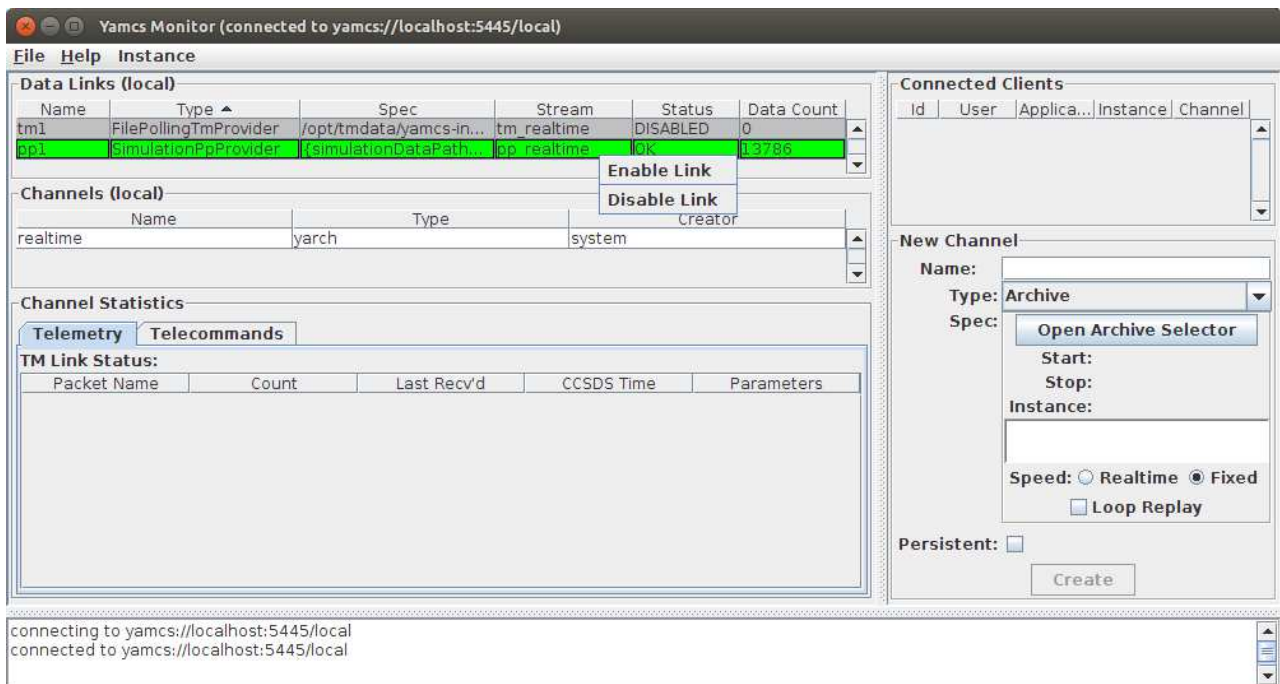 Yamcs Monitor (connected to yamcs://localhost:5445/local)
File Help Instance
Data Links (local)
Name Type Spec Stream Status Data Count
tm1 FilePollingTmProvider /opt/tmdata/yamcs-in... tm_realtime DISABLED 0
pp1 SimulationPpProvider {simulationDataPath... pp_realtime OK 13786
Enable Link
Disable Link
Channels (local)
Name Type Creator
realtime yarch system
Channel Statistics
Telemetry Telecommands
TM Link Status:
Packet Name Count Last Recv'd CCSDS Time Parameters
Connected Clients
Id User Applica... Instance Channel
New Channel
Name:
Type: Archive
Spec: Open Archive Selector
Start:
Stop:
Instance:
Speed: Realtime Fixed
Loop Replay
Persistent:
Create
connecting to yamcs://localhost:5445/local
connected to yamcs://localhost:5445/local